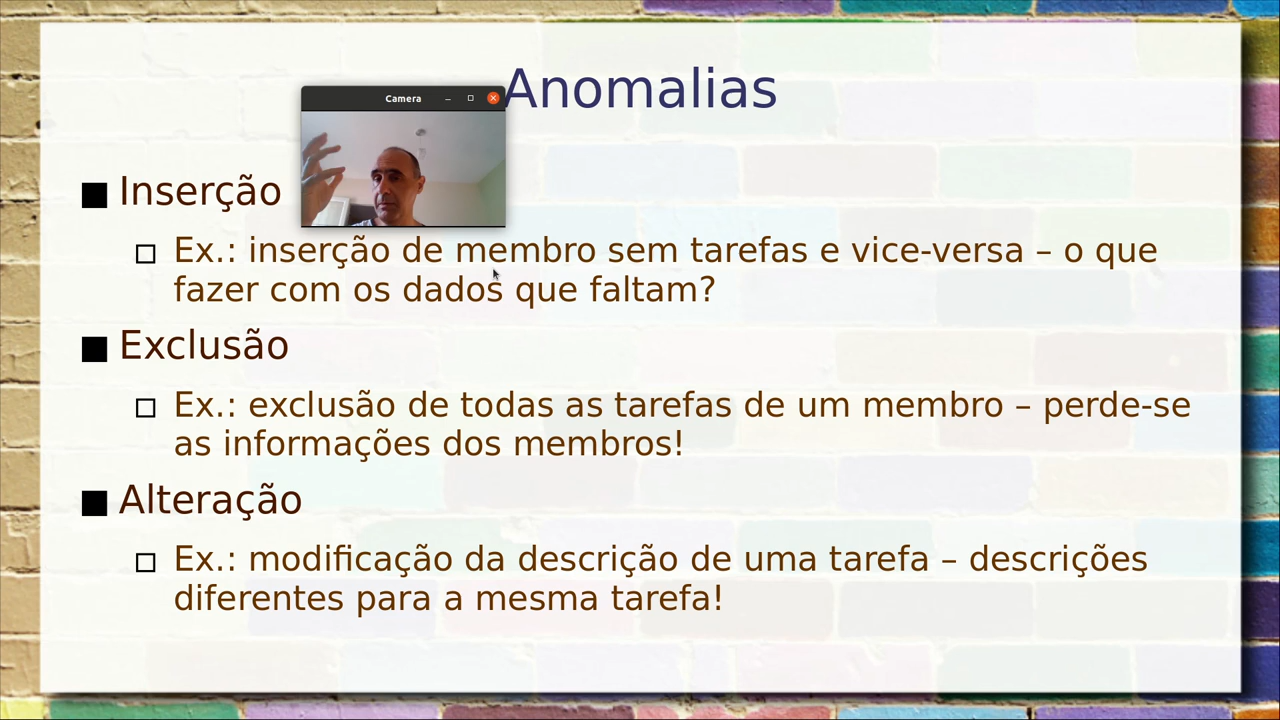 Anomalias
Camera
Inserção
Ex.: inserção de membro sem tarefas e vice-versa – o que
fazer com os dados que faltam?
Exclusão
Ex.: exclusão de todas as tarefas de um membro – perde-se
as informações dos membros!
Alteração
Ex.: modificação da descrição de uma tarefa – descrições
diferentes para a mesma tarefa!